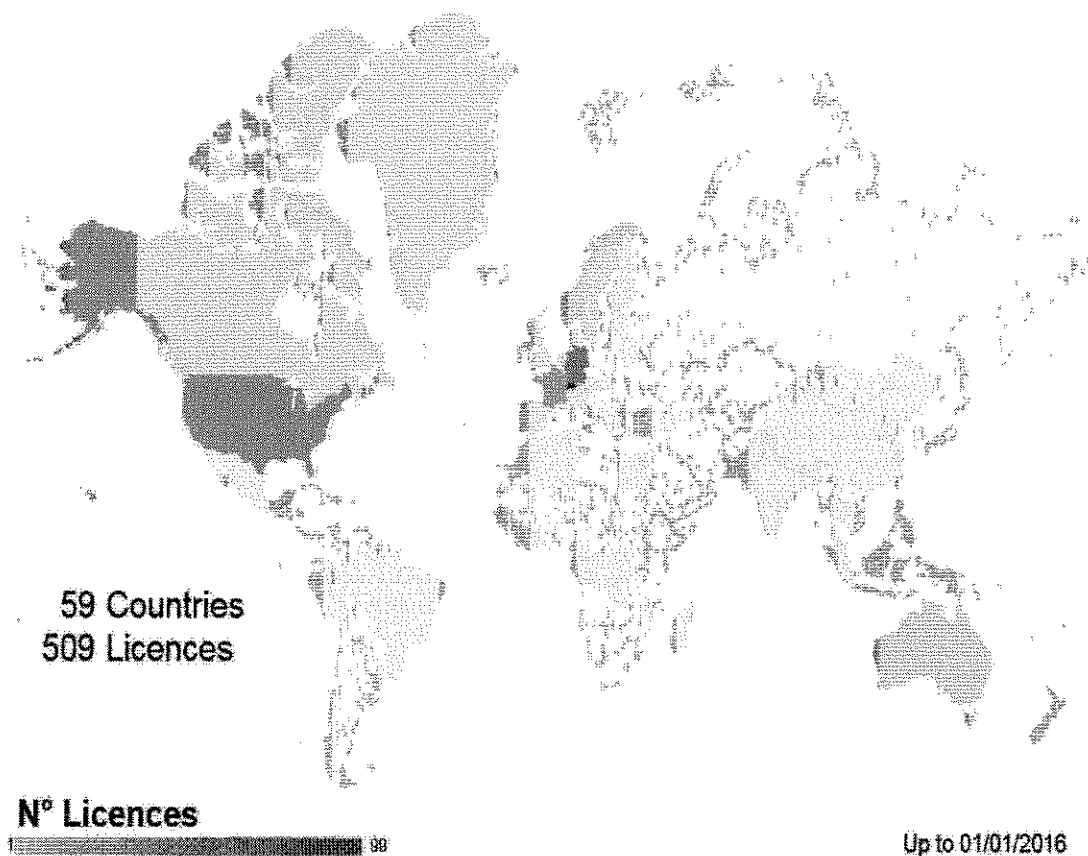 59 Countries
509 Licences
N° Licences
1 99
Up to 01/01/2016